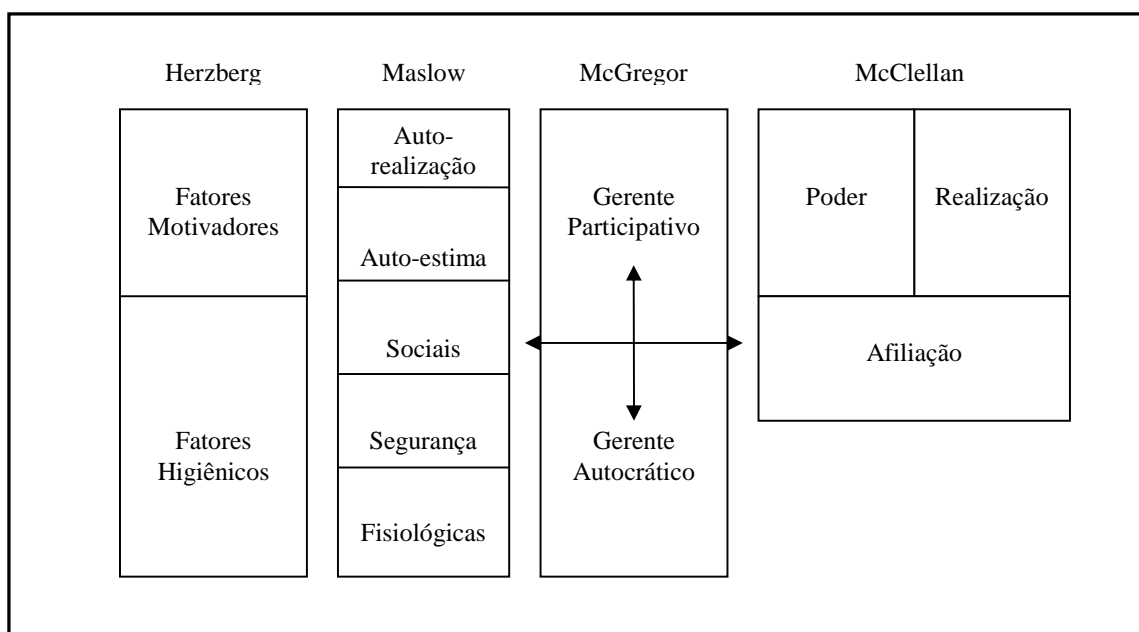 Herzberg
Maslow
McGregor
McClellan
Fatores
Motivadores
Fatores
Higiênicos
Auto-
realização
Auto-estima
Sociais
Segurança
Fisiológicas
Gerente
Participativo
Gerente
Autocrático
Poder
Realização
Afiliação